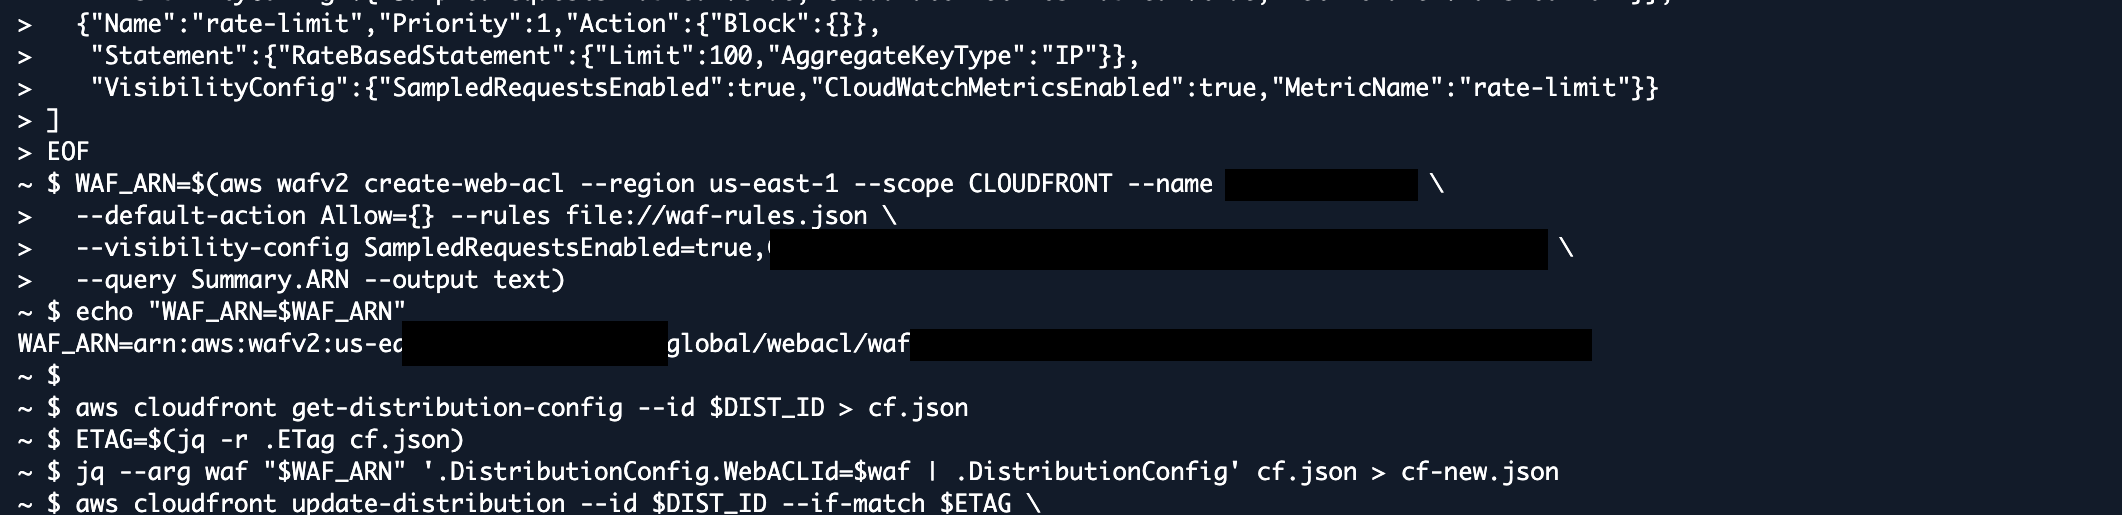 >   {"Name":"rate-limit","Priority":1,"Action":{"Block":{}},
>    "Statement":{"RateBasedStatement":{"Limit":100,"AggregateKeyType":"IP"}},
>    "VisibilityConfig":{"SampledRequestsEnabled":true,"CloudWatchMetricsEnabled":true,"MetricName":"rate-limit"}}
> ]
> EOF
~ $ WAF_ARN=$(aws wafv2 create-web-acl --region us-east-1 --scope CLOUDFRONT --name \
>   --default-action Allow={} --rules file://waf-rules.json \
>   --visibility-config SampledRequestsEnabled=true, \
>   --query Summary.ARN --output text)
~ $ echo "WAF_ARN=$WAF_ARN"
WAF_ARN=arn:aws:wafv2:us-ea global/webacl/waf
~ $
~ $ aws cloudfront get-distribution-config --id $DIST_ID > cf.json
~ $ ETAG=$(jq -r .ETag cf.json)
~ $ jq --arg waf "$WAF_ARN" '.DistributionConfig.WebACLId=$waf | .DistributionConfig' cf.json > cf-new.json
~ $ aws cloudfront update-distribution --id $DIST_ID --if-match $ETAG \